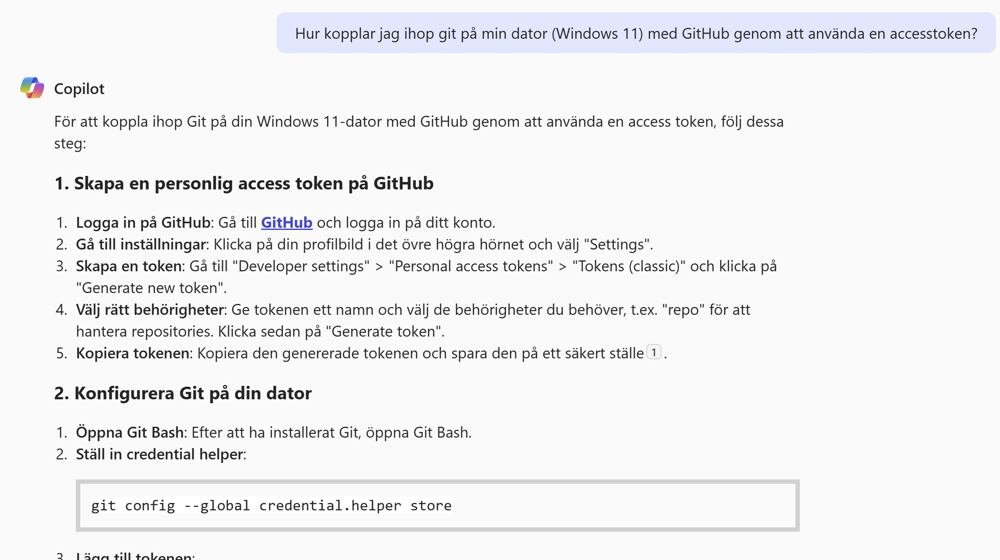 Hur kopplar jag ihop git på min dator (Windows 11) med GitHub genom att använda en accesstoken?
Copilot
För att koppla ihop Git på din Windows 11-dator med GitHub genom att använda en access token, följ dessa
steg:
1. Skapa en personlig access token på GitHub
1. Logga in på GitHub: Gå till GitHub och logga in på ditt konto.
2. Gå till inställningar: Klicka på din profilbild i det övre högra hörnet och välj "Settings".
3. Skapa en token: Gå till "Developer settings" > "Personal access tokens" > "Tokens (classic)" och klicka på
"Generate new token".
4. Välj rätt behörigheter: Ge tokenen ett namn och välj de behörigheter du behöver, t.ex. "repo" för att
hantera repositories. Klicka sedan på "Generate token".
5. Kopiera tokenen: Kopiera den genererade tokenen och spara den på ett säkert ställe 1 .
2. Konfigurera Git på din dator
1. Öppna Git Bash: Efter att ha installerat Git, öppna Git Bash.
2. Ställ in credential helper:
git config --global credential.helper store
3. Lägg till tokenen: